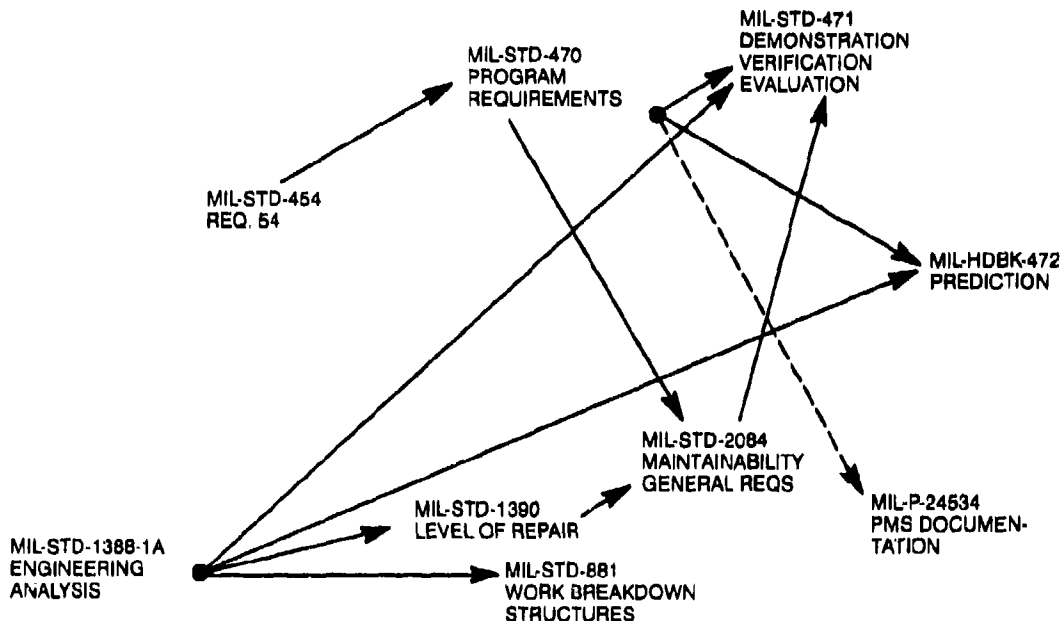 MIL-STD-471
DEMONSTRATION
VERIFICATION
EVALUATION
MIL-STD-470
PROGRAM
REQUIREMENTS
MIL-STD-454
REQ. 54
MIL-HDBK-472
PREDICTION
MIL-STD-2084
MAINTAINABILITY
GENERAL REQS
MIL-P-24534
PMS DOCUMEN-
TATION
MIL-STD-1390
LEVEL OF REPAIR
MIL-STD-1388-1A
ENGINEERING
ANALYSIS
MIL-STD-881
WORK BREAKDOWN
STRUCTURES